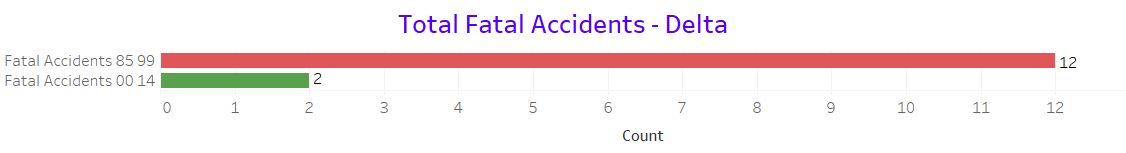 Total Fatal Accidents - Delta
Fatal Accidents 85 99
12
Fatal Accidents 00 14
2
0 1 2 3 4 5 6 7 8 9 10 11 12
Count